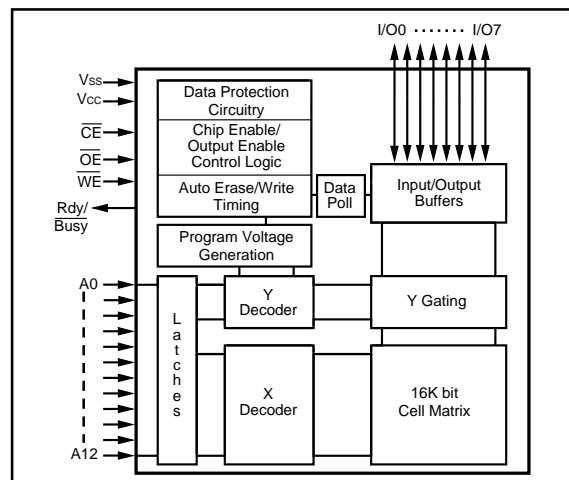 I/O0 ········ I/O7
VSS
VCC
CE
OE
WE
Rdy/
Busy
A0
A12
Data Protection
Circuitry
Chip Enable/
Output Enable
Control Logic
Auto Erase/Write
Timing
Data
Poll
Input/Output
Buffers
Program Voltage
Generation
Latches
Y
Decoder
Y Gating
X
Decoder
16K bit
Cell Matrix